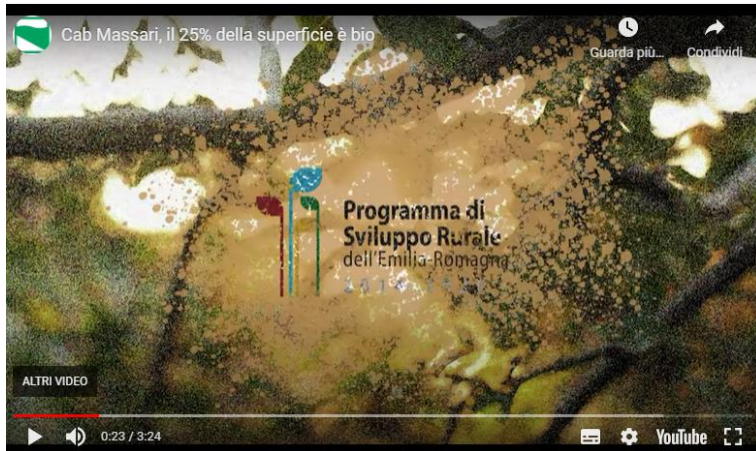 Cab Massari, il 25% della superficie è bio
Guarda più...
Condividi
Programma di
Sviluppo Rurale
dell'Emilia-Romagna
ALTRI VIDEO
0:23 / 3:24
YouTube